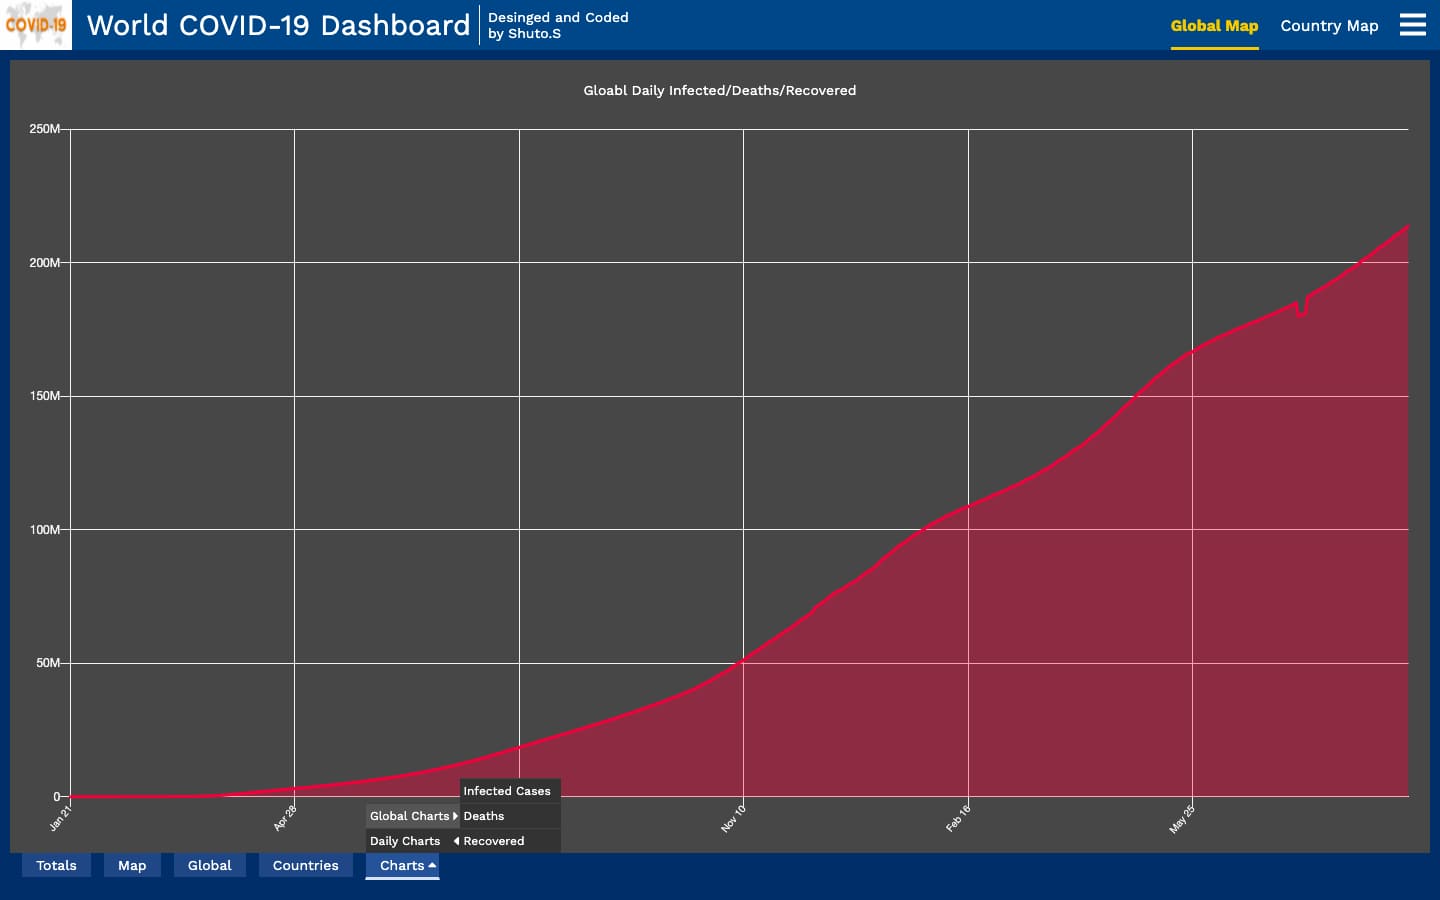 COVID-19
World COVID-19 Dashboard
Desinged and Coded
by Shuto.S
Global Map
Country Map
Gloabl Daily Infected/Deaths/Recovered
250M
200M
150M
100M
50M
0
Jan 21
Apr 28
Nov 10
Feb 16
May 25
Infected Cases
Global Charts
Deaths
Daily Charts
Recovered
Totals
Map
Global
Countries
Charts